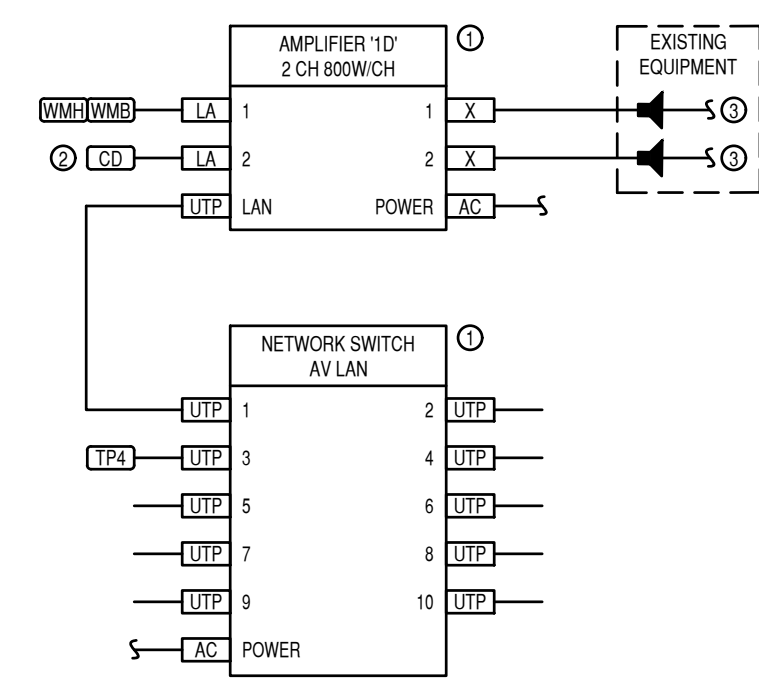 AMPLIFIER '1D'
2 CH 800W/CH
1
EXISTING
EQUIPMENT
WMH WMB LA 1
1 X
3
2 CD LA 2
2 X
3
UTP LAN
POWER AC
NETWORK SWITCH
AV LAN
1
UTP 1
2 UTP
TP4 UTP 3
4 UTP
UTP 5
6 UTP
UTP 7
8 UTP
UTP 9
10 UTP
AC POWER